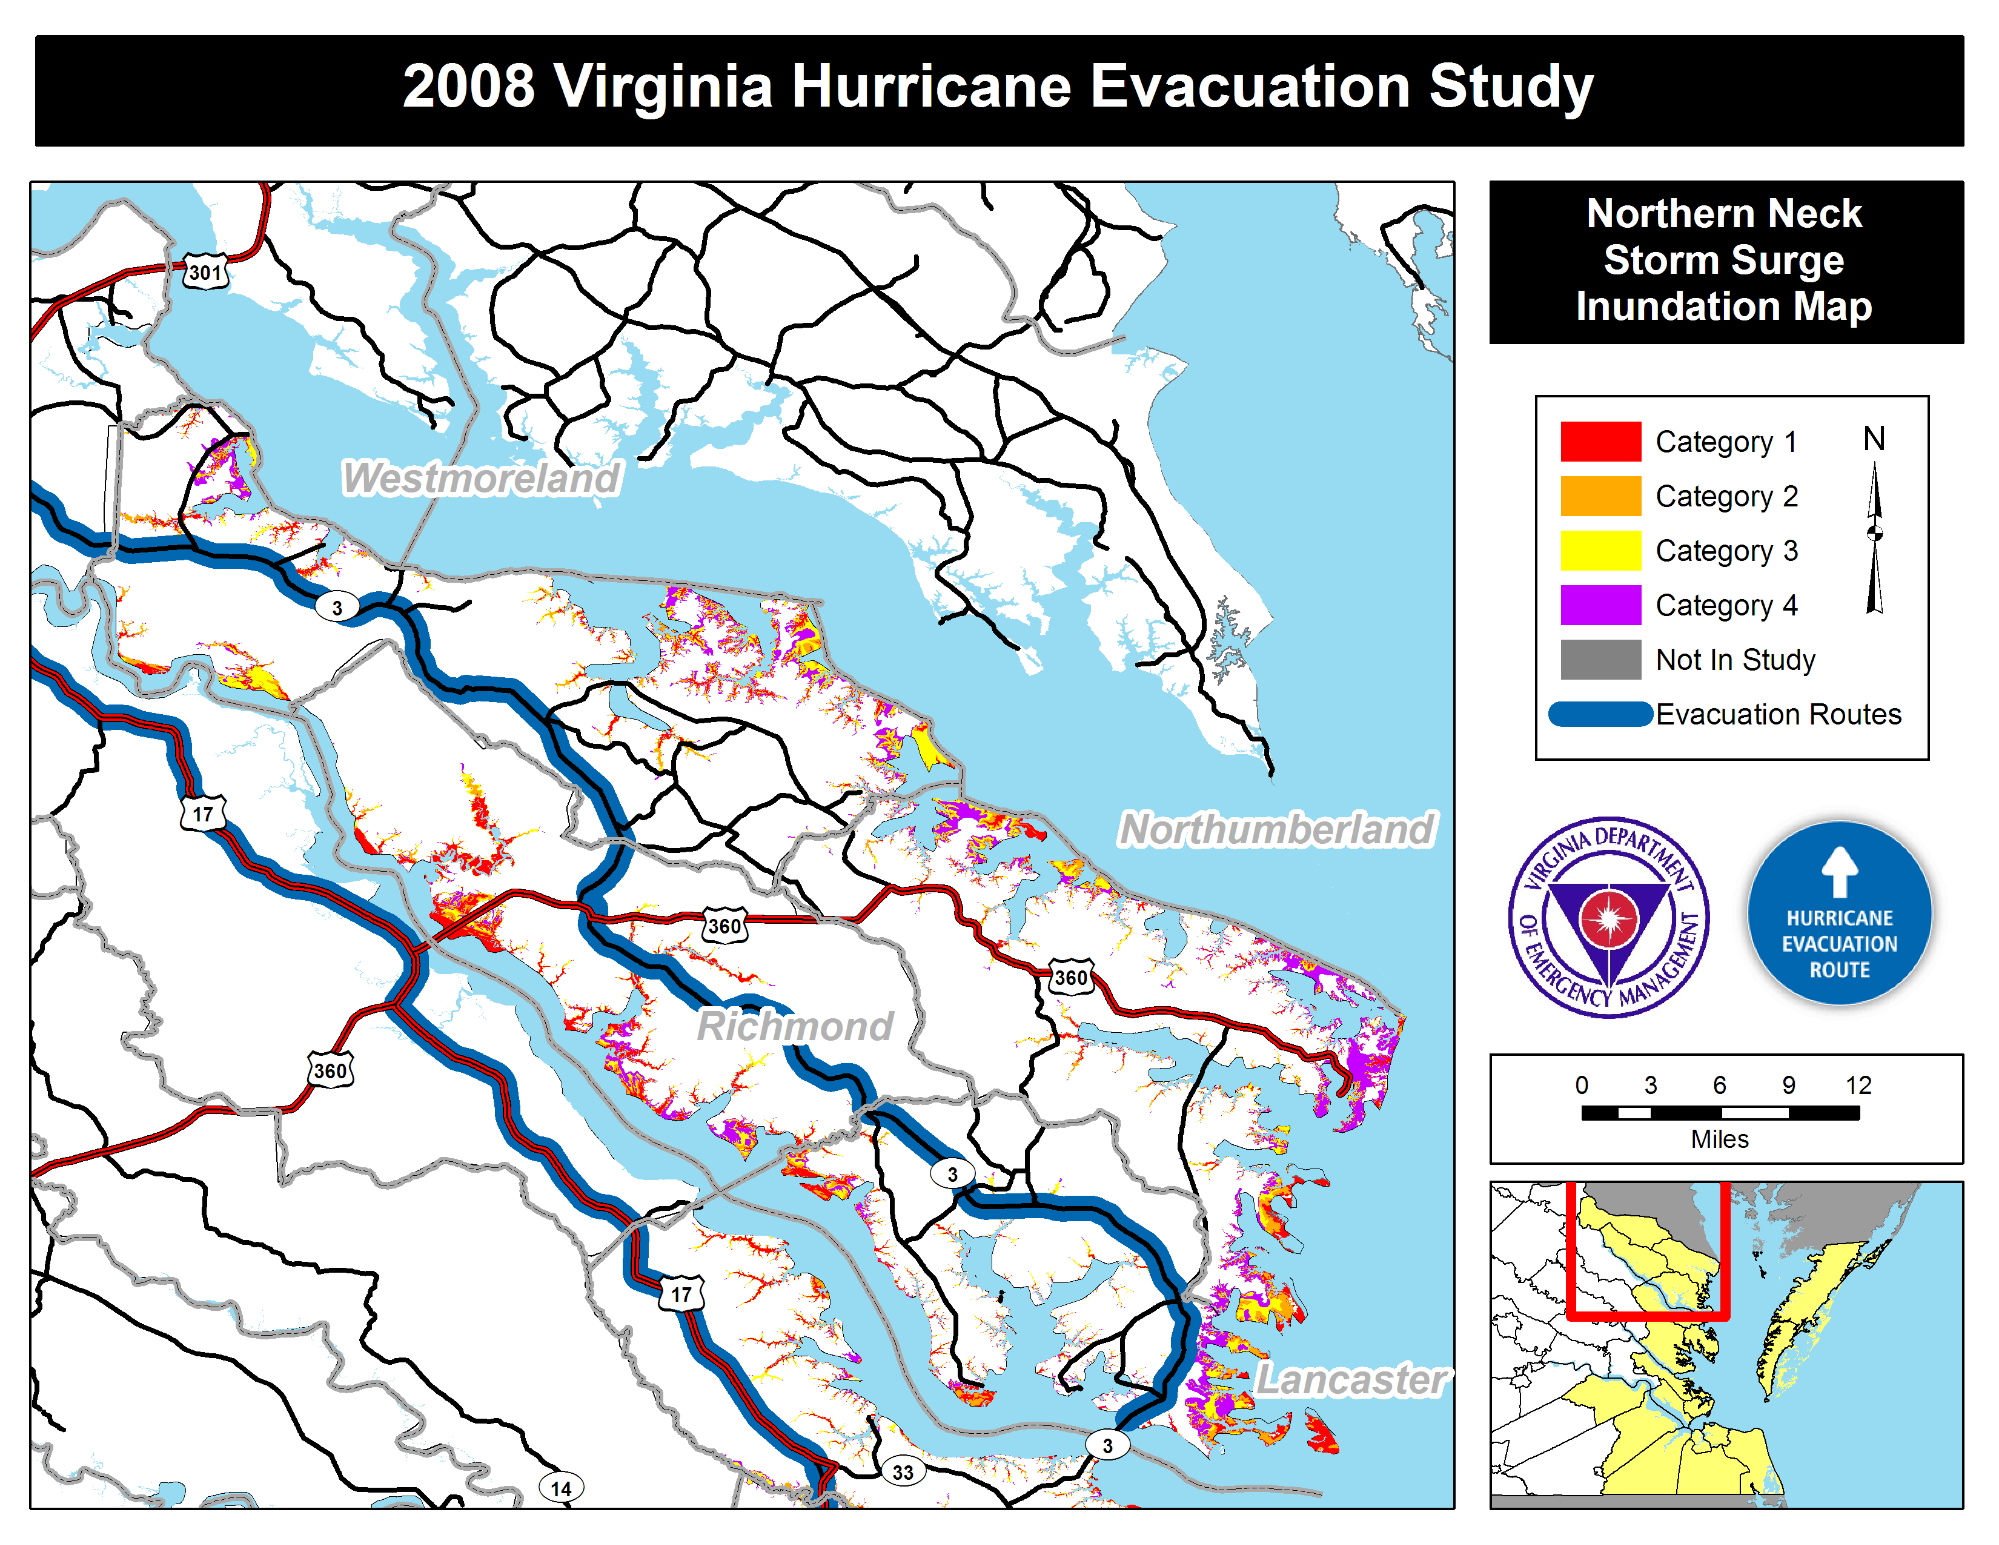 2008 Virginia Hurricane Evacuation Study
Northern Neck
Storm Surge
Inundation Map
301
Westmoreland
3
17
Northumberland
360
360
Richmond
360
3
17
Lancaster
3
33
14
Category 1
N
Category 2
Category 3
Category 4
Not In Study
Evacuation Routes
VIRGINIA DEPARTMENT
OF EMERGENCY MANAGEMENT
HURRICANE
EVACUATION
ROUTE
0 3 6 9 12
Miles